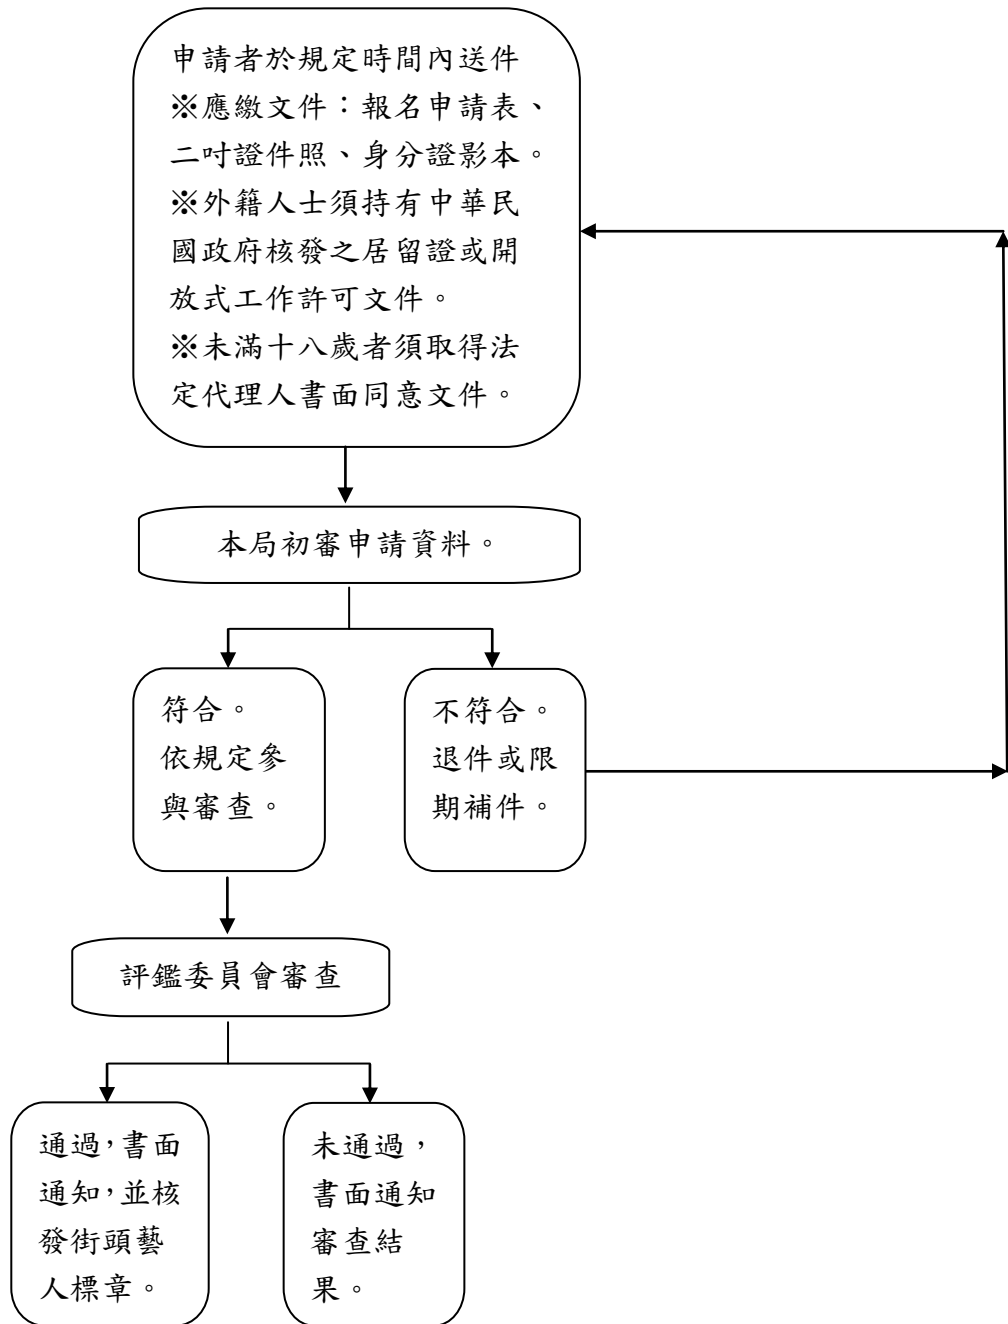 申請者於規定時間內送件
※應繳文件：報名申請表、
二吋證件照、身分證影本。
※外籍人士須持有中華民
國政府核發之居留證或開
放式工作許可文件。
※未滿十八歲者須取得法
定代理人書面同意文件。
本局初審申請資料。
符合。
依規定參
與審查。
不符合。
退件或限
期補件。
評鑑委員會審查
通過，書面
通知，並核
發街頭藝
人標章。
未通過，
書面通知
審查結
果。